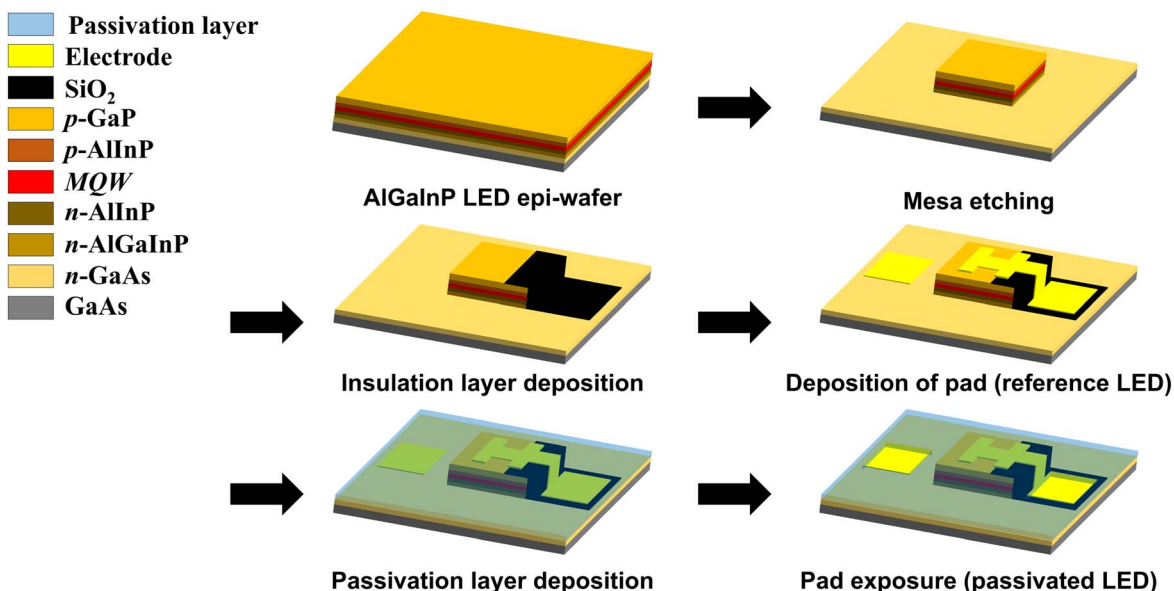 Passivation layer
Electrode
SiO₂
p-GaP
p-AlInP
MQW
n-AlInP
n-AlGaInP
n-GaAs
GaAs
AlGaInP LED epi-wafer
Mesa etching
Insulation layer deposition
Deposition of pad (reference LED)
Passivation layer deposition
Pad exposure (passivated LED)